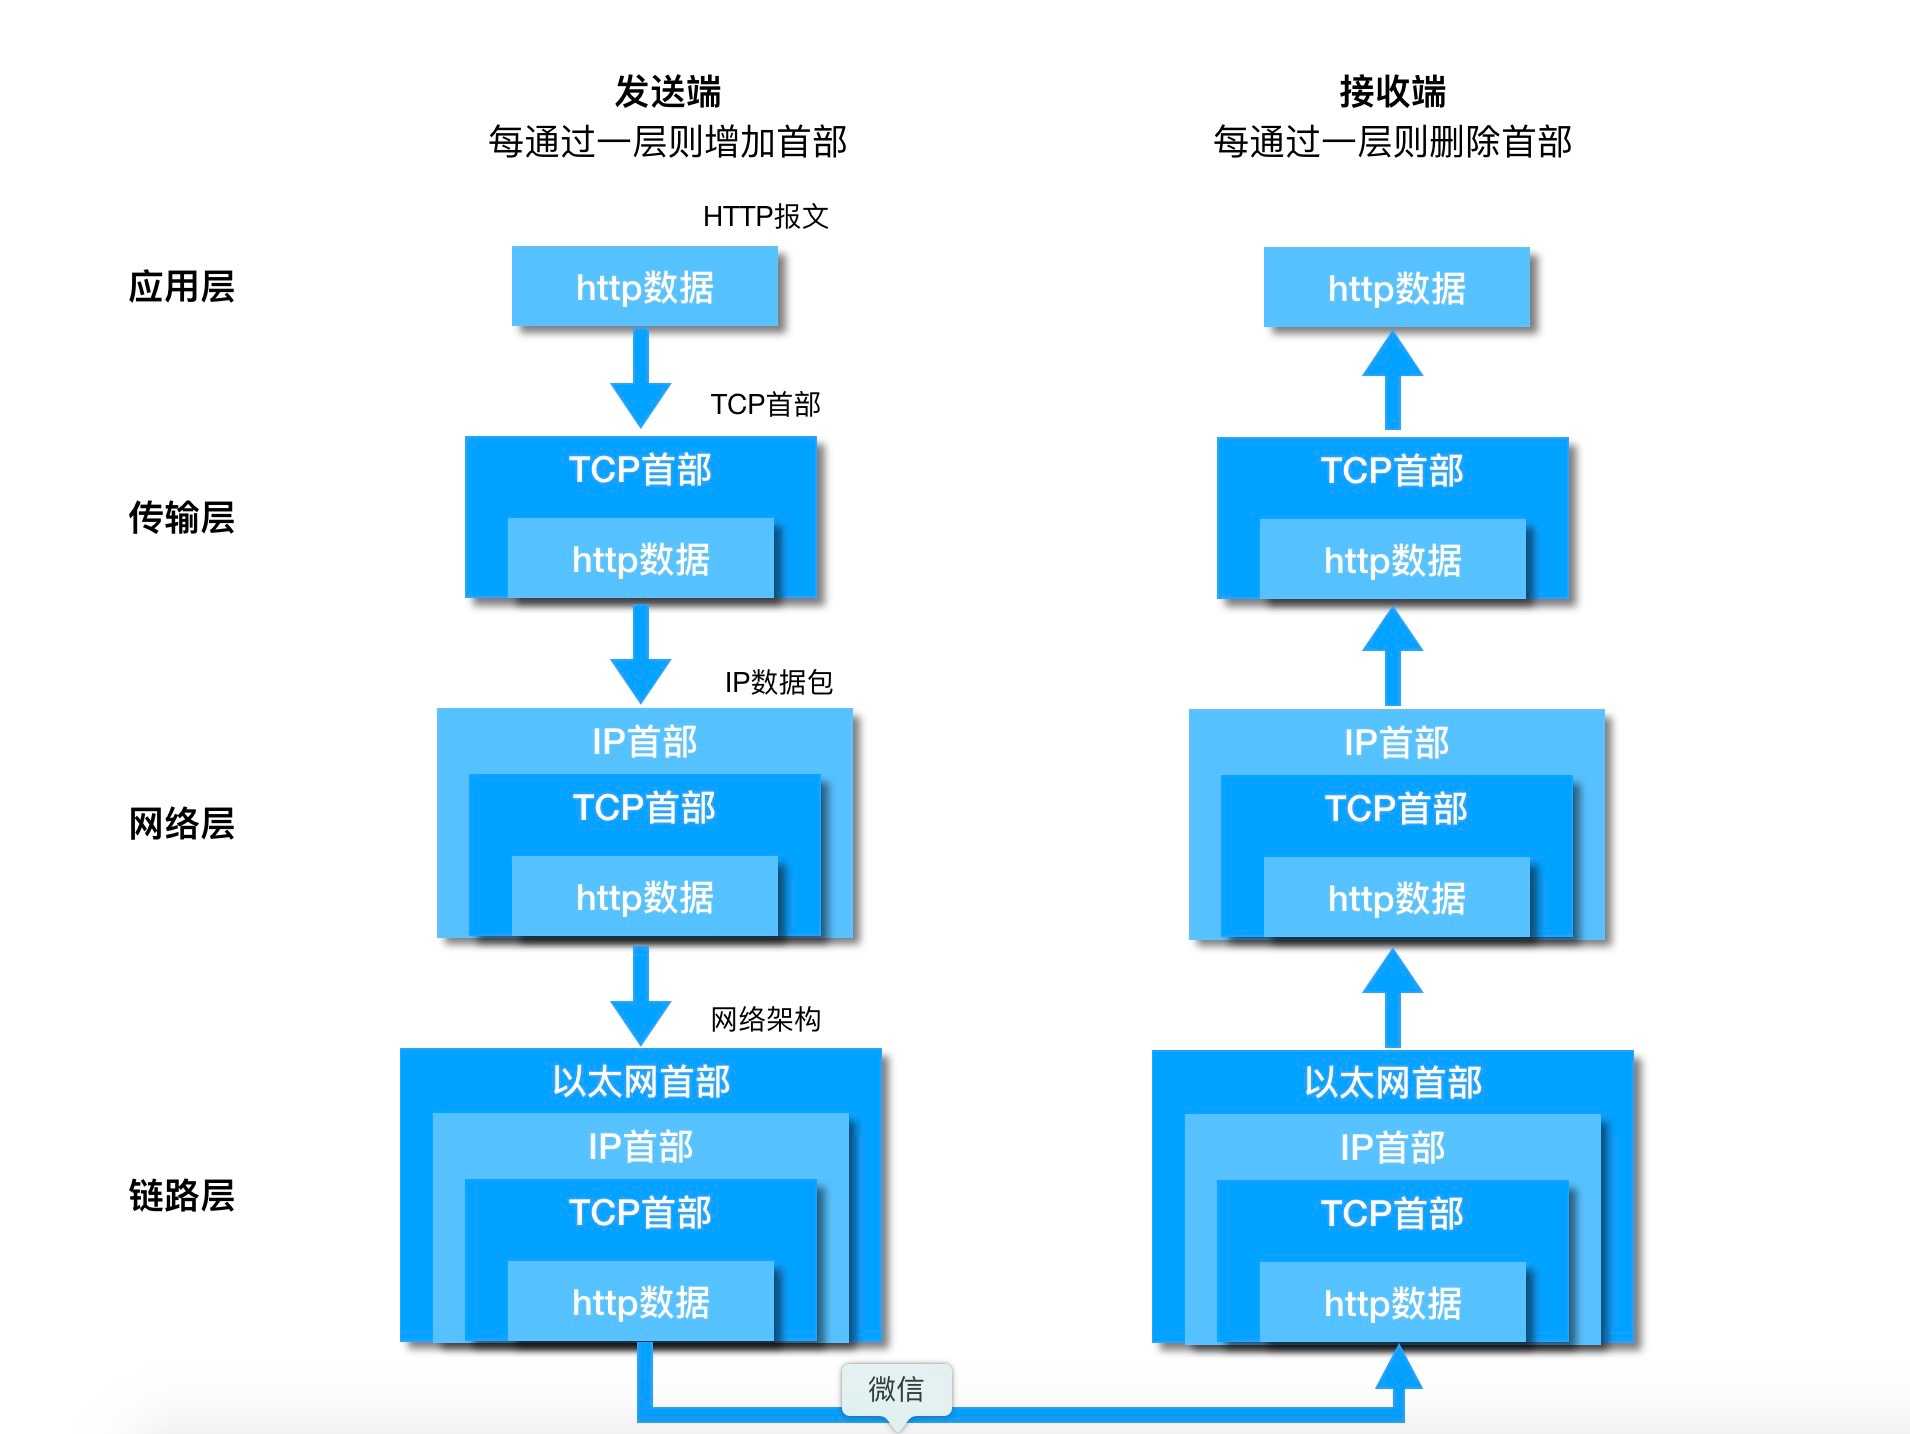 发送端
每通过一层则增加首部
接收端
每通过一层则删除首部
HTTP报文
应用层
http数据
http数据
TCP首部
传输层
TCP首部
http数据
TCP首部
http数据
IP数据包
网络层
IP首部
TCP首部
http数据
IP首部
TCP首部
http数据
网络架构
链路层
以太网首部
IP首部
TCP首部
http数据
以太网首部
IP首部
TCP首部
http数据
微信